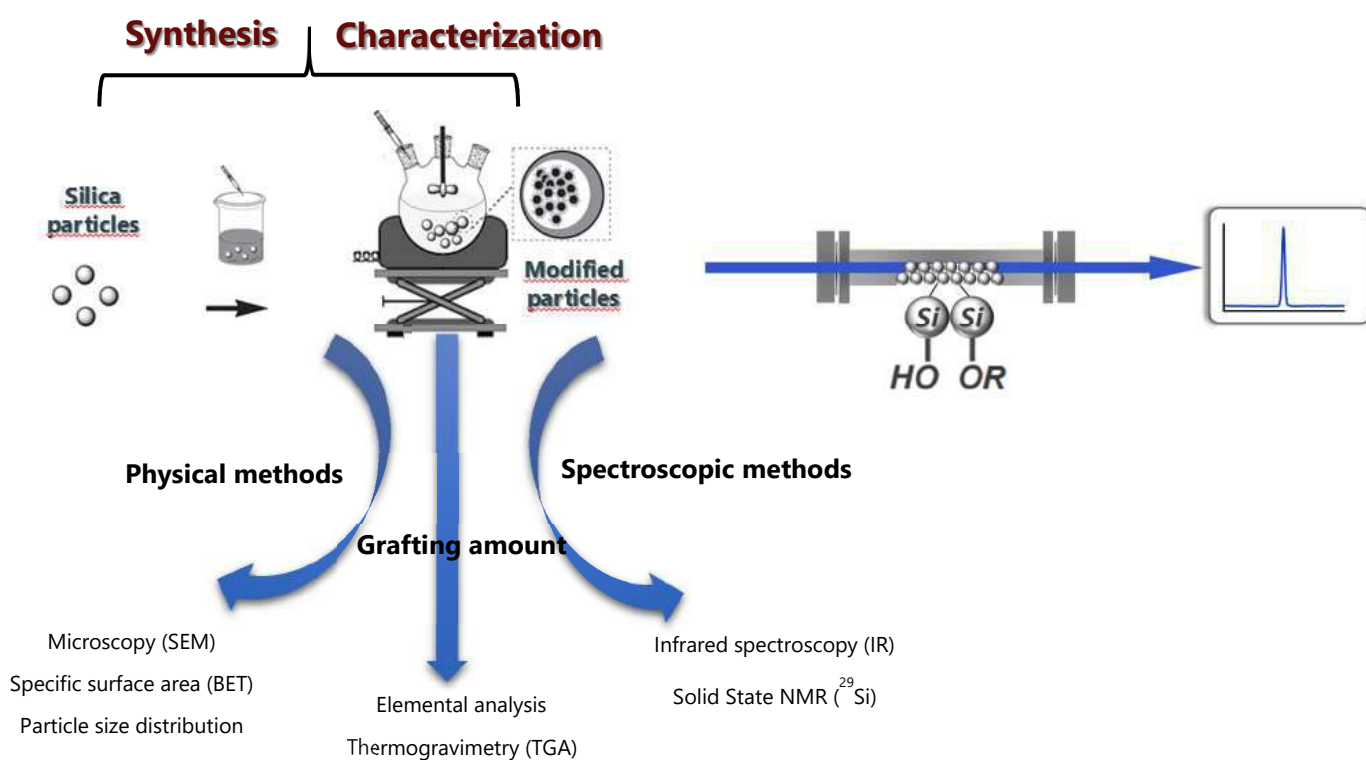 Synthesis
Characterization
Silica
particles
Modified
particles
Si
Si
HO
OR
Physical methods
Spectroscopic methods
Grafting amount
Microscopy (SEM)
Specific surface area (BET)
Particle size distribution
Elemental analysis
Thermogravimetry (TGA)
Infrared spectroscopy (IR)
Solid State NMR (²⁹Si)